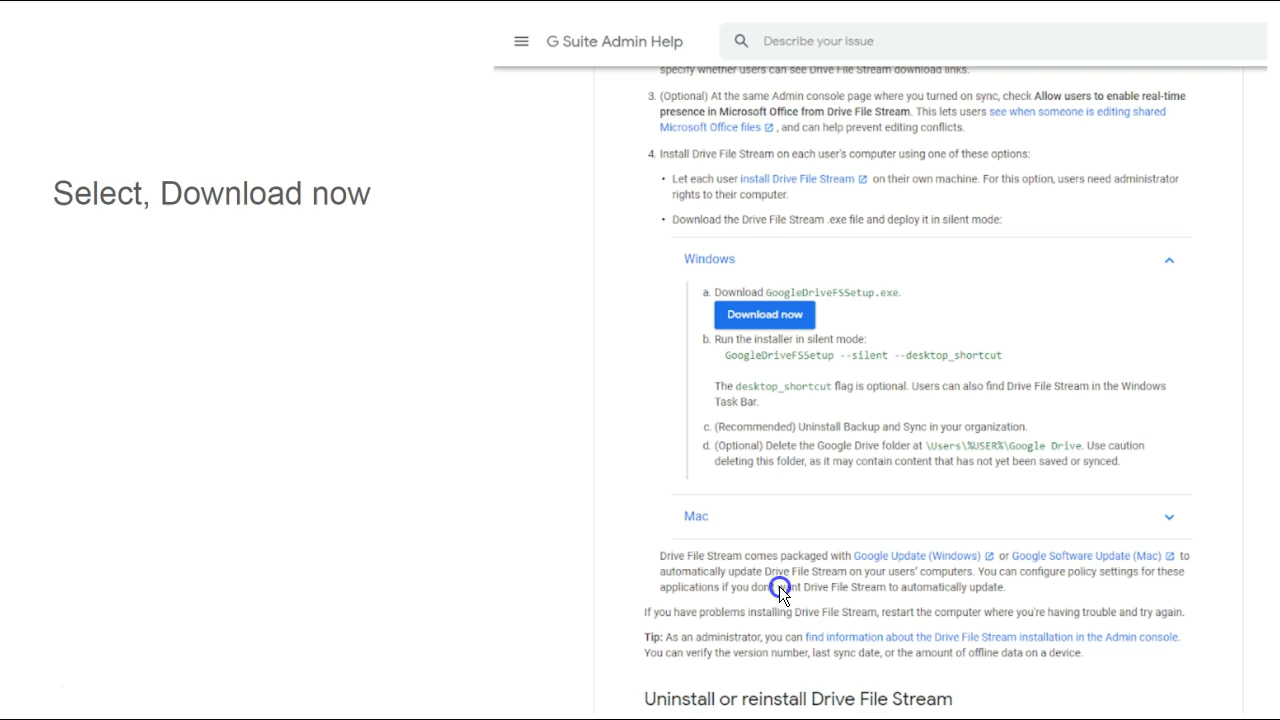 G Suite Admin Help
Describe your issue
Select, Download now
specify whether users can see Drive File Stream download links.
3. (Optional) At the same Admin console page where you turned on sync, check Allow users to enable real-time
presence in Microsoft Office from Drive File Stream. This lets users see when someone is editing shared
Microsoft Office files , and can help prevent editing conflicts.
4. Install Drive File Stream on each user's computer using one of these options:
• Let each user install Drive File Stream on their own machine. For this option, users need administrator
rights to their computer.
• Download the Drive File Stream .exe file and deploy it in silent mode:
Windows
a. Download GoogleDriveFSSetup.exe.
Download now
b. Run the installer in silent mode:
GoogleDriveFSSetup --silent --desktop_shortcut
The desktop_shortcut flag is optional. Users can also find Drive File Stream in the Windows
Task Bar.
c. (Recommended) Uninstall Backup and Sync in your organization.
d. (Optional) Delete the Google Drive folder at \Users\%USER%\Google Drive. Use caution
deleting this folder, as it may contain content that has not yet been saved or synced.
Mac
Drive File Stream comes packaged with Google Update (Windows) or Google Software Update (Mac) to
automatically update Drive File Stream on your users' computers. You can configure policy settings for these
applications if you don't want Drive File Stream to automatically update.
If you have problems installing Drive File Stream, restart the computer where you're having trouble and try again.
Tip: As an administrator, you can find information about the Drive File Stream installation in the Admin console.
You can verify the version number, last sync date, or the amount of offline data on a device.
Uninstall or reinstall Drive File Stream